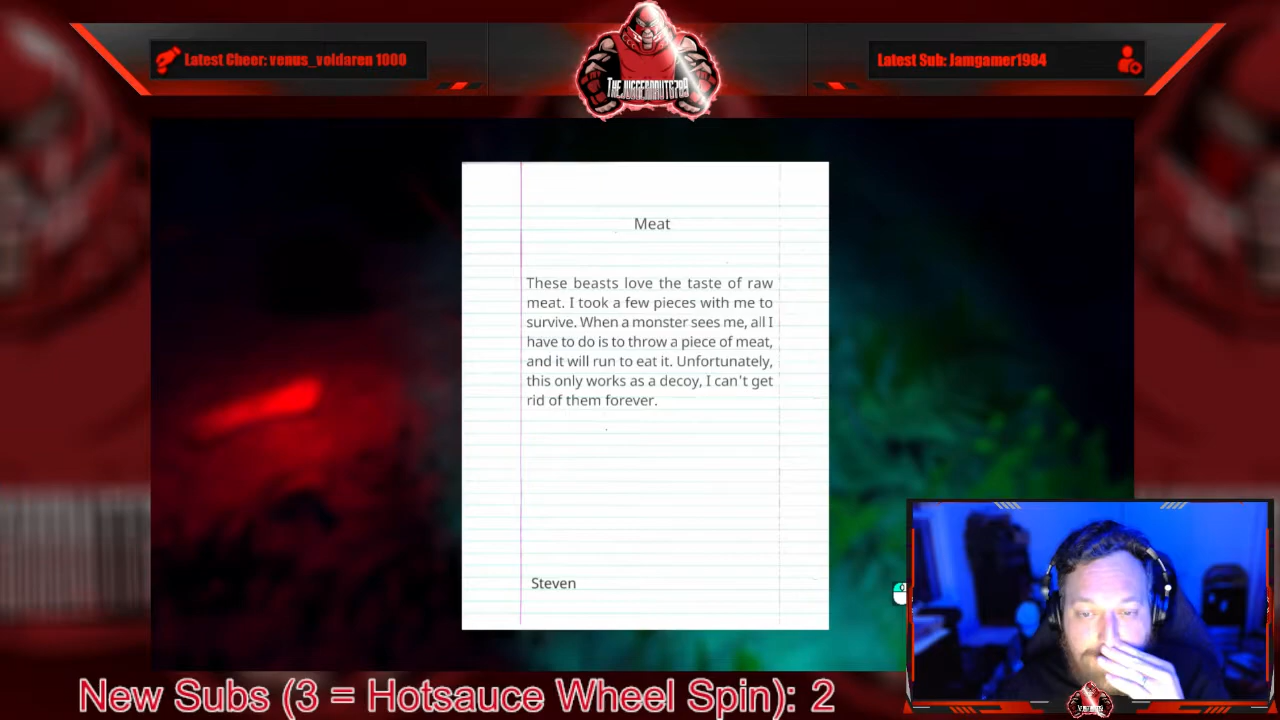 Latest Cheer: venus_voldaren 1000
TheJuggernaut6789
Latest Sub: Jamgamer1984
Meat
These beasts love the taste of raw
meat. I took a few pieces with me to
survive. When a monster sees me, all I
have to do is to throw a piece of meat,
and it will run to eat it. Unfortunately,
this only works as a decoy, I can't get
rid of them forever.
Steven
New Subs (3 = Hotsauce Wheel Spin): 2